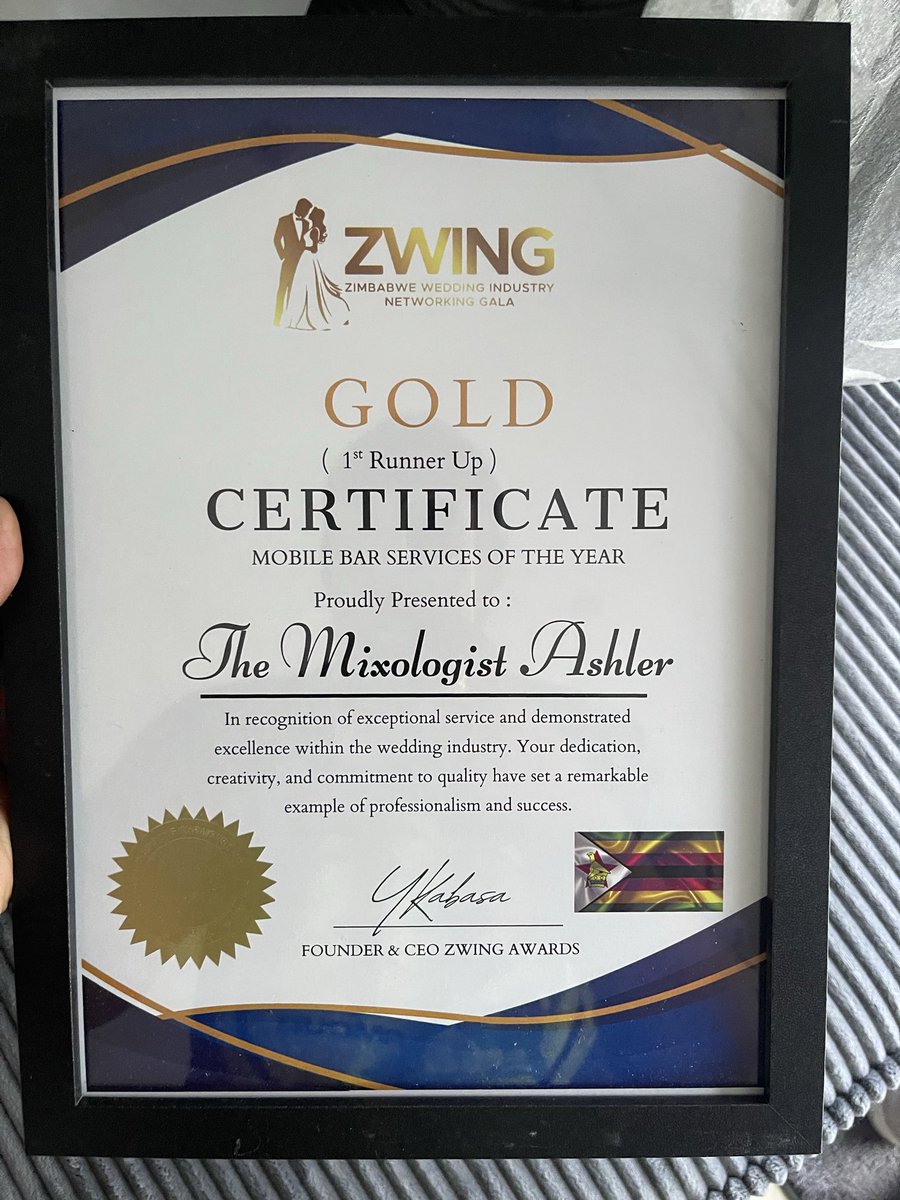 ZWING
ZIMBABWE WEDDING INDUSTRY
NETWORKING GALA
GOLD
( 1st Runner Up )
CERTIFICATE
MOBILE BAR SERVICES OF THE YEAR
Proudly Presented to :
The Mixologist Ashler
In recognition of exceptional service and demonstrated
excellence within the wedding industry. Your dedication,
creativity, and commitment to quality have set a remarkable
example of professionalism and success.
YKabasa
FOUNDER & CEO ZWING AWARDS